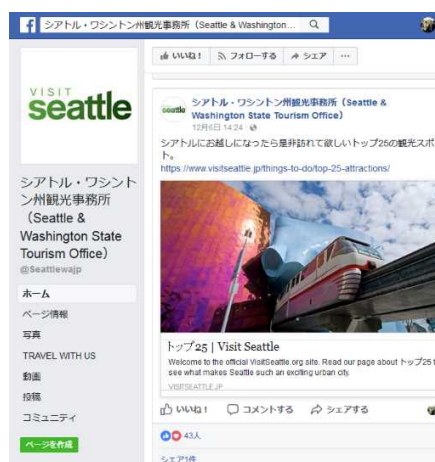 シアトル・ワシントン州観光事務所（Seattle & Washington...
いいね！ フォローする シェア ...
VISIT
seattle
シアトル・ワシント
ン州観光事務所
（Seattle &
Washington State
Tourism Office）
@Seattlewajp
ホーム
ページ情報
写真
TRAVEL WITH US
動画
投稿
コミュニティ
ページを作成
seattle
シアトル・ワシントン州観光事務所（Seattle &
Washington State Tourism Office）
12月6日 14:24
シアトルにお越しになったら是非訪れて欲しいトップ25の観光スポ
ト。
https://www.visitseattle.jp/things-to-do/top-25-attractions/
トップ25 | Visit Seattle
Welcome to the official VisitSeattle.org site. Read our page about トップ25
see what makes Seattle such an exciting urban city.
VISITSEATTLE.JP
いいね！ コメントする シェアする
43人
シェア1件